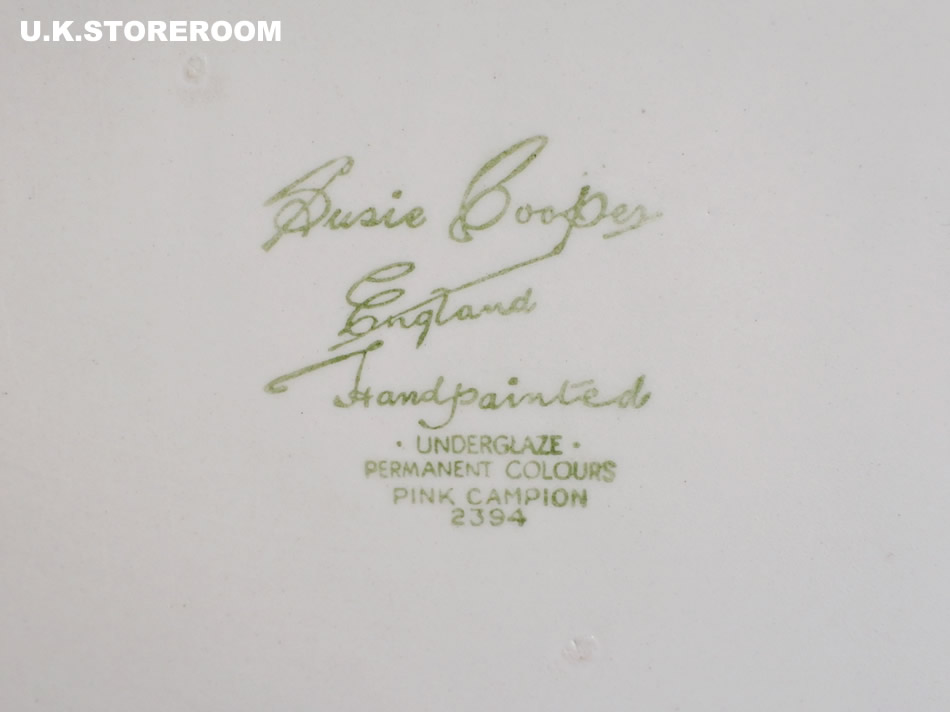 U.K.STOREROOM
Susie Cooper
England
Handpainted
· UNDERGLAZE ·
PERMANENT COLOURS
PINK CAMPION
2394